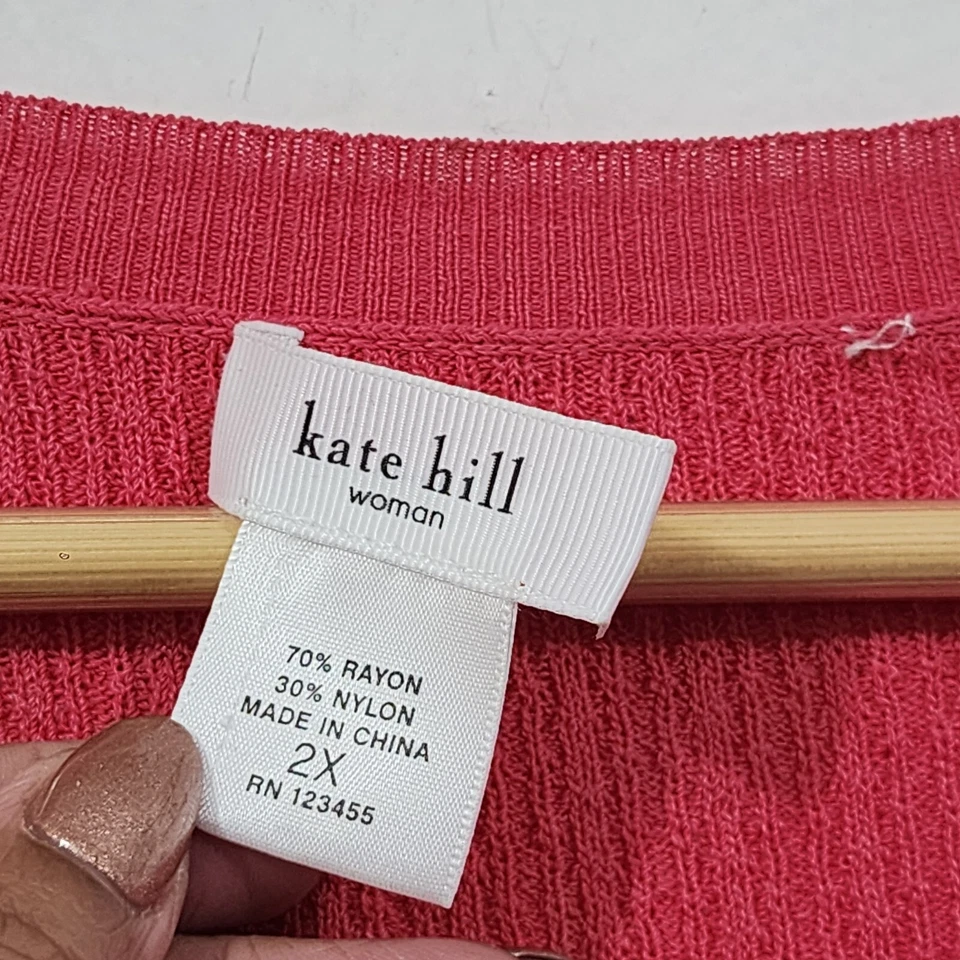 kate hill
woman
70% RAYON
30% NYLON
MADE IN CHINA
2X
RN 123455